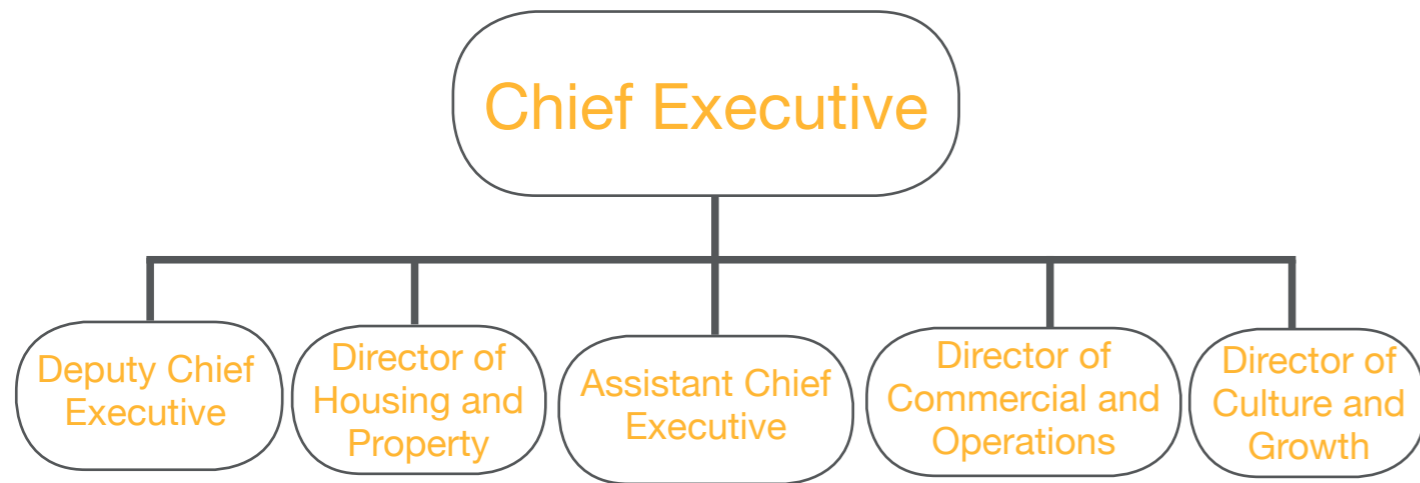 Chief Executive
Deputy Chief
Executive
Director of
Housing and
Property
Assistant Chief
Executive
Director of
Commercial and
Operations
Director of
Culture and
Growth